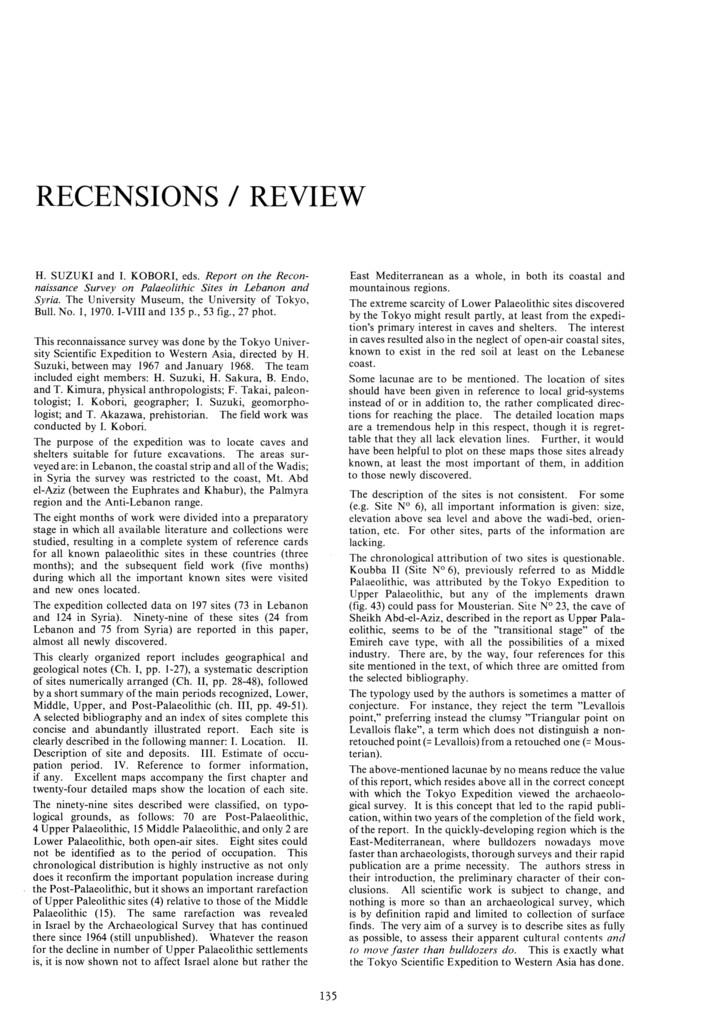 RECENSIONS / REVIEW
H. SUZUKI and I. KOBORI, eds. Report on the Recon-
naissance Survey on Palaeolithic Sites in Lebanon and
Syria. The University Museum, the University of Tokyo,
Bull. No. 1, 1970. I-VIII and 135 p., 53 fig., 27 phot.
This reconnaissance survey was done by the Tokyo Univer-
sity Scientific Expedition to Western Asia, directed by H.
Suzuki, between may 1967 and January 1968. The team
included eight members: H. Suzuki, H. Sakura, B. Endo,
and T. Kimura, physical anthropologists; F. Takai, paleon-
tologist; I. Kobori, geographer; I. Suzuki, geomorpho-
logist; and T. Akazawa, prehistorian. The field work was
conducted by I. Kobori.
The purpose of the expedition was to locate caves and
shelters suitable for future excavations. The areas sur-
veyed are: in Lebanon, the coastal strip and all of the Wadis;
in Syria the survey was restricted to the coast, Mt. Abd
el-Aziz (between the Euphrates and Khabur), the Palmyra
region and the Anti-Lebanon range.
The eight months of work were divided into a preparatory
stage in which all available literature and collections were
studied, resulting in a complete system of reference cards
for all known palaeolithic sites in these countries (three
months); and the subsequent field work (five months)
during which all the important known sites were visited
and new ones located.
The expedition collected data on 197 sites (73 in Lebanon
and 124 in Syria). Ninety-nine of these sites (24 from
Lebanon and 75 from Syria) are reported in this paper,
almost all newly discovered.
This clearly organized report includes geographical and
geological notes (Ch. I, pp. 1-27), a systematic description
of sites numerically arranged (Ch. II, pp. 28-48), followed
by a short summary of the main periods recognized, Lower,
Middle, Upper, and Post-Palaeolithic (ch. III, pp. 49-51).
A selected bibliography and an index of sites complete this
concise and abundantly illustrated report. Each site is
clearly described in the following manner: I. Location. II.
Description of site and deposits. III. Estimate of occu-
pation period. IV. Reference to former information,
if any. Excellent maps accompany the first chapter and
twenty-four detailed maps show the location of each site.
The ninety-nine sites described were classified, on typo-
logical grounds, as follows: 70 are Post-Palaeolithic,
4 Upper Palaeolithic, 15 Middle Palaeolithic, and only 2 are
Lower Palaeolithic, both open-air sites. Eight sites could
not be identified as to the period of occupation. This
chronological distribution is highly instructive as not only
does it reconfirm the important population increase during
the Post-Palaeolithic, but it shows an important rarefaction
of Upper Paleolithic sites (4) relative to those of the Middle
Palaeolithic (15). The same rarefaction was revealed
in Israel by the Archaeological Survey that has continued
there since 1964 (still unpublished). Whatever the reason
for the decline in number of Upper Palaeolithic settlements
is, it is now shown not to affect Israel alone but rather the
East Mediterranean as a whole, in both its coastal and
mountainous regions.
The extreme scarcity of Lower Palaeolithic sites discovered
by the Tokyo might result partly, at least from the expedi-
tion's primary interest in caves and shelters. The interest
in caves resulted also in the neglect of open-air coastal sites,
known to exist in the red soil at least on the Lebanese
coast.
Some lacunae are to be mentioned. The location of sites
should have been given in reference to local grid-systems
instead of or in addition to, the rather complicated direc-
tions for reaching the place. The detailed location maps
are a tremendous help in this respect, though it is regret-
table that they all lack elevation lines. Further, it would
have been helpful to plot on these maps those sites already
known, at least the most important of them, in addition
to those newly discovered.
The description of the sites is not consistent. For some
(e.g. Site N° 6), all important information is given: size,
elevation above sea level and above the wadi-bed, orien-
tation, etc. For other sites, parts of the information are
lacking.
The chronological attribution of two sites is questionable.
Koubba II (Site N° 6), previously referred to as Middle
Palaeolithic, was attributed by the Tokyo Expedition to
Upper Palaeolithic, but any of the implements drawn
(fig. 43) could pass for Mousterian. Site N° 23, the cave of
Sheikh Abd-el-Aziz, described in the report as Upper Pala-
eolithic, seems to be of the "transitional stage" of the
Emireh cave type, with all the possibilities of a mixed
industry. There are, by the way, four references for this
site mentioned in the text, of which three are omitted from
the selected bibliography.
The typology used by the authors is sometimes a matter of
conjecture. For instance, they reject the term "Levallois
point," preferring instead the clumsy "Triangular point on
Levallois flake", a term which does not distinguish a non-
retouched point (= Levallois) from a retouched one (= Mous-
terian).
The above-mentioned lacunae by no means reduce the value
of this report, which resides above all in the correct concept
with which the Tokyo Expedition viewed the archaeolo-
gical survey. It is this concept that led to the rapid publi-
cation, within two years of the completion of the field work,
of the report. In the quickly-developing region which is the
East-Mediterranean, where bulldozers nowadays move
faster than archaeologists, thorough surveys and their rapid
publication are a prime necessity. The authors stress in
their introduction, the preliminary character of their con-
clusions. All scientific work is subject to change, and
nothing is more so than an archaeological survey, which
is by definition rapid and limited to collection of surface
finds. The very aim of a survey is to describe sites as fully
as possible, to assess their apparent cultural contents and
to move faster than bulldozers do. This is exactly what
the Tokyo Scientific Expedition to Western Asia has done.
135